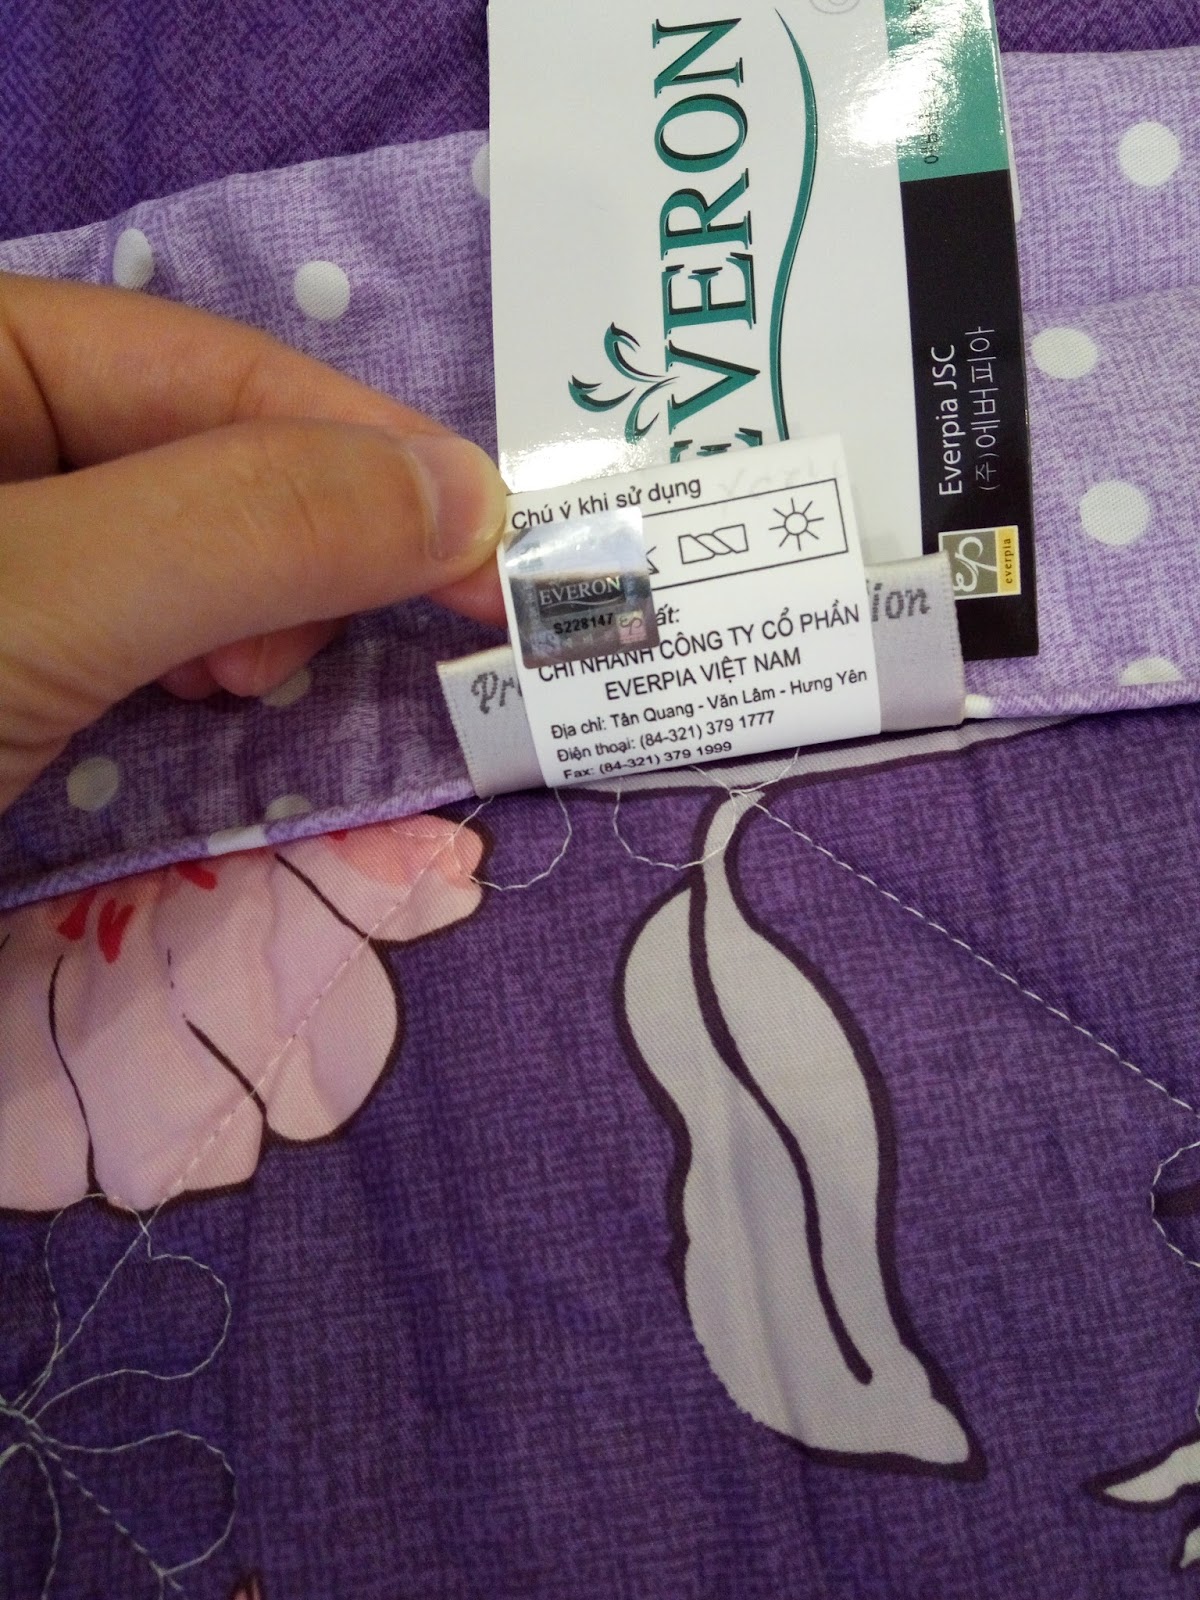 EVERON
Everpia JSC
(주)에버피아
everpia
Chú ý khi sử dụng
EVERON
S228147
ất:
CHI NHÁNH CÔNG TY CỔ PHẦN
EVERPIA VIỆT NAM
Địa chỉ: Tân Quang - Văn Lâm - Hưng Yên
Điện thoại: (84-321) 379 1777
Fax: (84-321) 379 1999